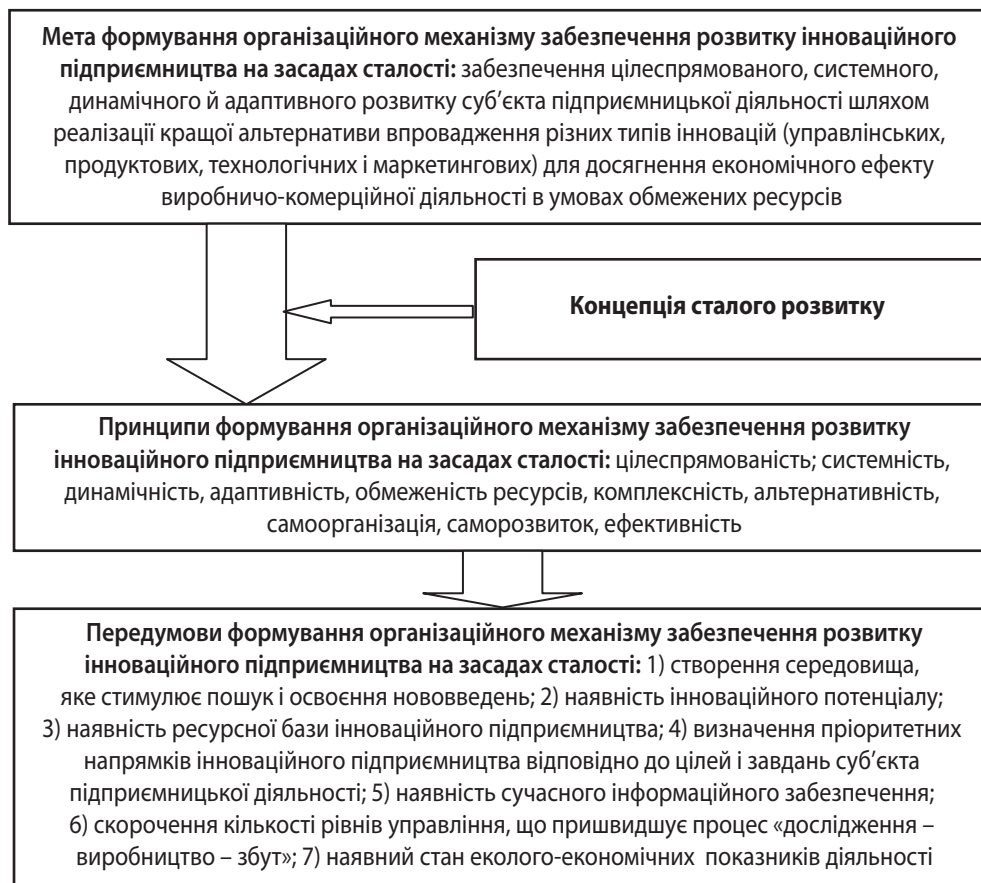 Мета формування організаційного механізму забезпечення розвитку інноваційного
підприємництва на засадах сталості: забезпечення цілеспрямованого, системного,
динамічного й адаптивного розвитку суб’єкта підприємницької діяльності шляхом
реалізації кращої альтернативи впровадження різних типів інновацій (управлінських,
продуктових, технологічних і маркетингових) для досягнення економічного ефекту
виробничо-комерційної діяльності в умовах обмежених ресурсів
Концепція сталого розвитку
Принципи формування організаційного механізму забезпечення розвитку
інноваційного підприємництва на засадах сталості: цілеспрямованість; системність,
динамічність, адаптивність, обмеженість ресурсів, комплексність, альтернативність,
самоорганізація, саморозвиток, ефективність
Передумови формування організаційного механізму забезпечення розвитку
інноваційного підприємництва на засадах сталості: 1) створення середовища,
яке стимулює пошук і освоєння нововведень; 2) наявність інноваційного потенціалу;
3) наявність ресурсної бази інноваційного підприємництва; 4) визначення пріоритетних
напрямків інноваційного підприємництва відповідно до цілей і завдань суб’єкта
підприємницької діяльності; 5) наявність сучасного інформаційного забезпечення;
6) скорочення кількості рівнів управління, що пришвидшує процес «дослідження –
виробництво – збут»; 7) наявний стан еколого-економічних показників діяльності